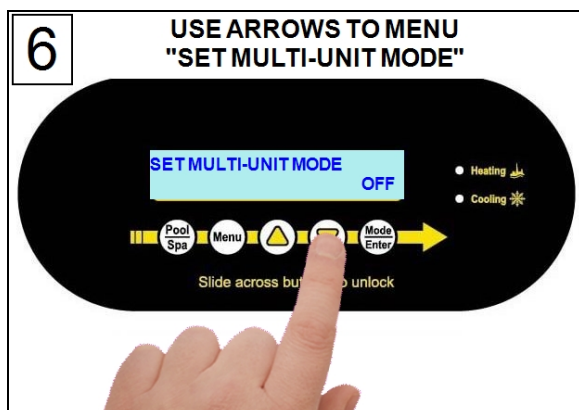 6
USE ARROWS TO MENU
"SET MULTI-UNIT MODE"
SET MULTI-UNIT MODE
OFF
Heating
Cooling
Pool
Spa
Menu
Mode
Enter
Slide across but o unlock